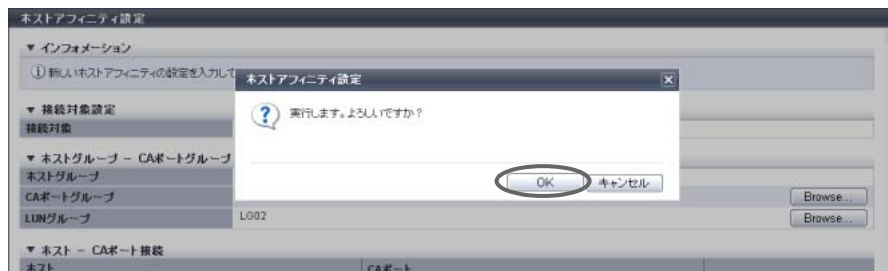 ホストアフィニティ設定
▼ インフォメーション
新しいホストアフィニティの設定を入力して
ホストアフィニティ設定
実行します。よろしいですか?
OK
キャンセル
▼ 接続対象設定
接続対象
▼ ホストグループ － CAポートグループ
ホストグループ
CAポートグループ
Browse...
LUNグループ
LG02
Browse...
▼ ホスト － CAポート接続
ホスト
CAポート